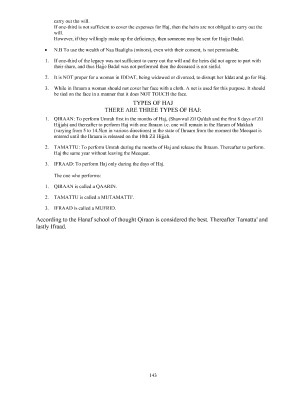 carry out the will.
If one-third is not sufficient to cover the expenses for Haj, then the heirs are not obliged to carry out
the will.
However, if they willingly make up the deficiency, then someone may be sent for Hajje Badal.
• N.B To use the wealth of Naa Baalighs (minors), even with their consent, is not permissible.
1. If one-third of the legacy was not sufficient to carry out the will and the heirs did not agree to part with
their share, and thus Hajje Badal was not performed then the deceased is not sinful.
2. It is NOT proper for a woman in IDDAT, being widowed or divorced, to disrupt her Iddat and go for Haj.
3. While in Ihraam a woman should not cover her face with a cloth. A net is used for this purpose. It should
be tied on the face in a manner that it does NOT TOUCH the face.
TYPES OF HAJ
THERE ARE THREE TYPES OF HAJ:
1. QIRAAN: To perform Umrah first in the months of Haj, (Shawwal Zil Qa'dah and the first 8 days of Zil
Hijjah) and thereafter to perform Haj with one Ihraam i.e. one will remain in the Haram of Makkah
(varying from 5 to 14 Nm in various directions) in the state of Ihraam from the moment the Meeqaat is
entered until the Ihraam is released on the 10th Zil Hijjah.
2. TAMATTU: To perform Umrah during the months of Haj and release the Ihraam. Thereafter to perform
Haj the same year without leaving the Meeqaat.
3. IFRAAD: To perform Haj only during the days of Haj.
The one who performs:
1. QIRAAN is called a QAARIN.
2. TAMATTU is called a MUTAMATTI'.
3. IFRAAD is called a MUFRID.
According to the Hanafi school of thought Qiraan is considered the best. Thereafter Tamattu' and
lastly Ifraad.
143